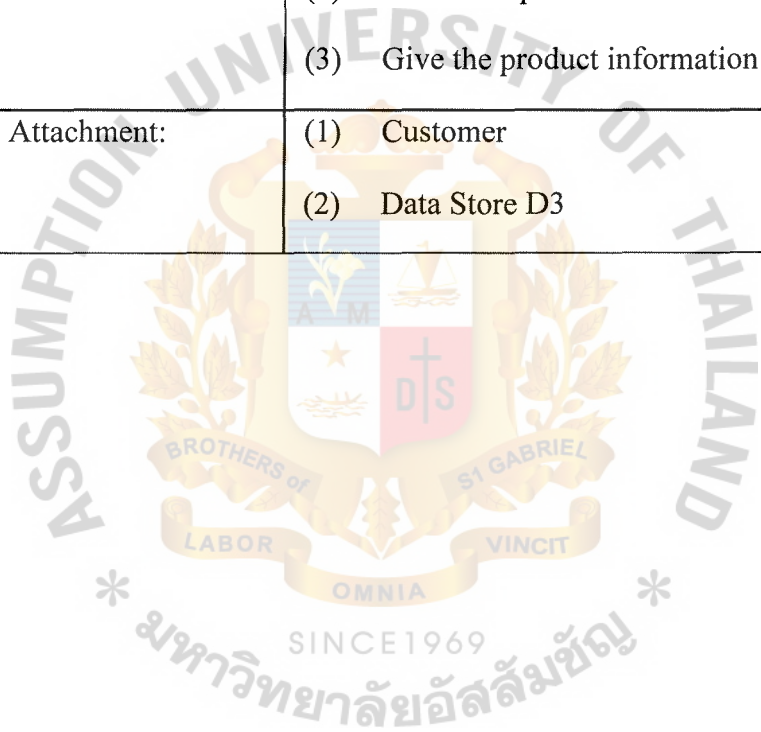 (3) Give the product information
Attachment: (1) Customer
(2) Data Store D3
ASSUMPTION UNIVERSITY OF THAILAND
A M
D S
BROTHERS of S1 GABRIEL
LABOR VINCIT
OMNIA
* *
SINCE1969
มหาวิทยาลัยอัสสัมชัญ